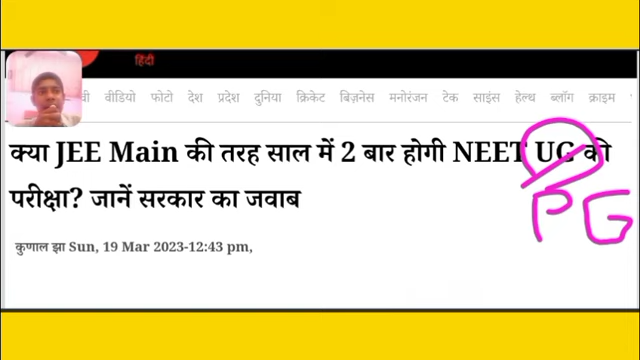 हिंदी
वीडियो फोटो देश प्रदेश दुनिया क्रिकेट बिज़नेस मनोरंजन टेक साइंस हेल्थ ब्लॉग क्राइम
क्या JEE Main की तरह साल में 2 बार होगी NEET UG की
परीक्षा? जानें सरकार का जवाब
PG
कुणाल झा Sun, 19 Mar 2023-12:43 pm,